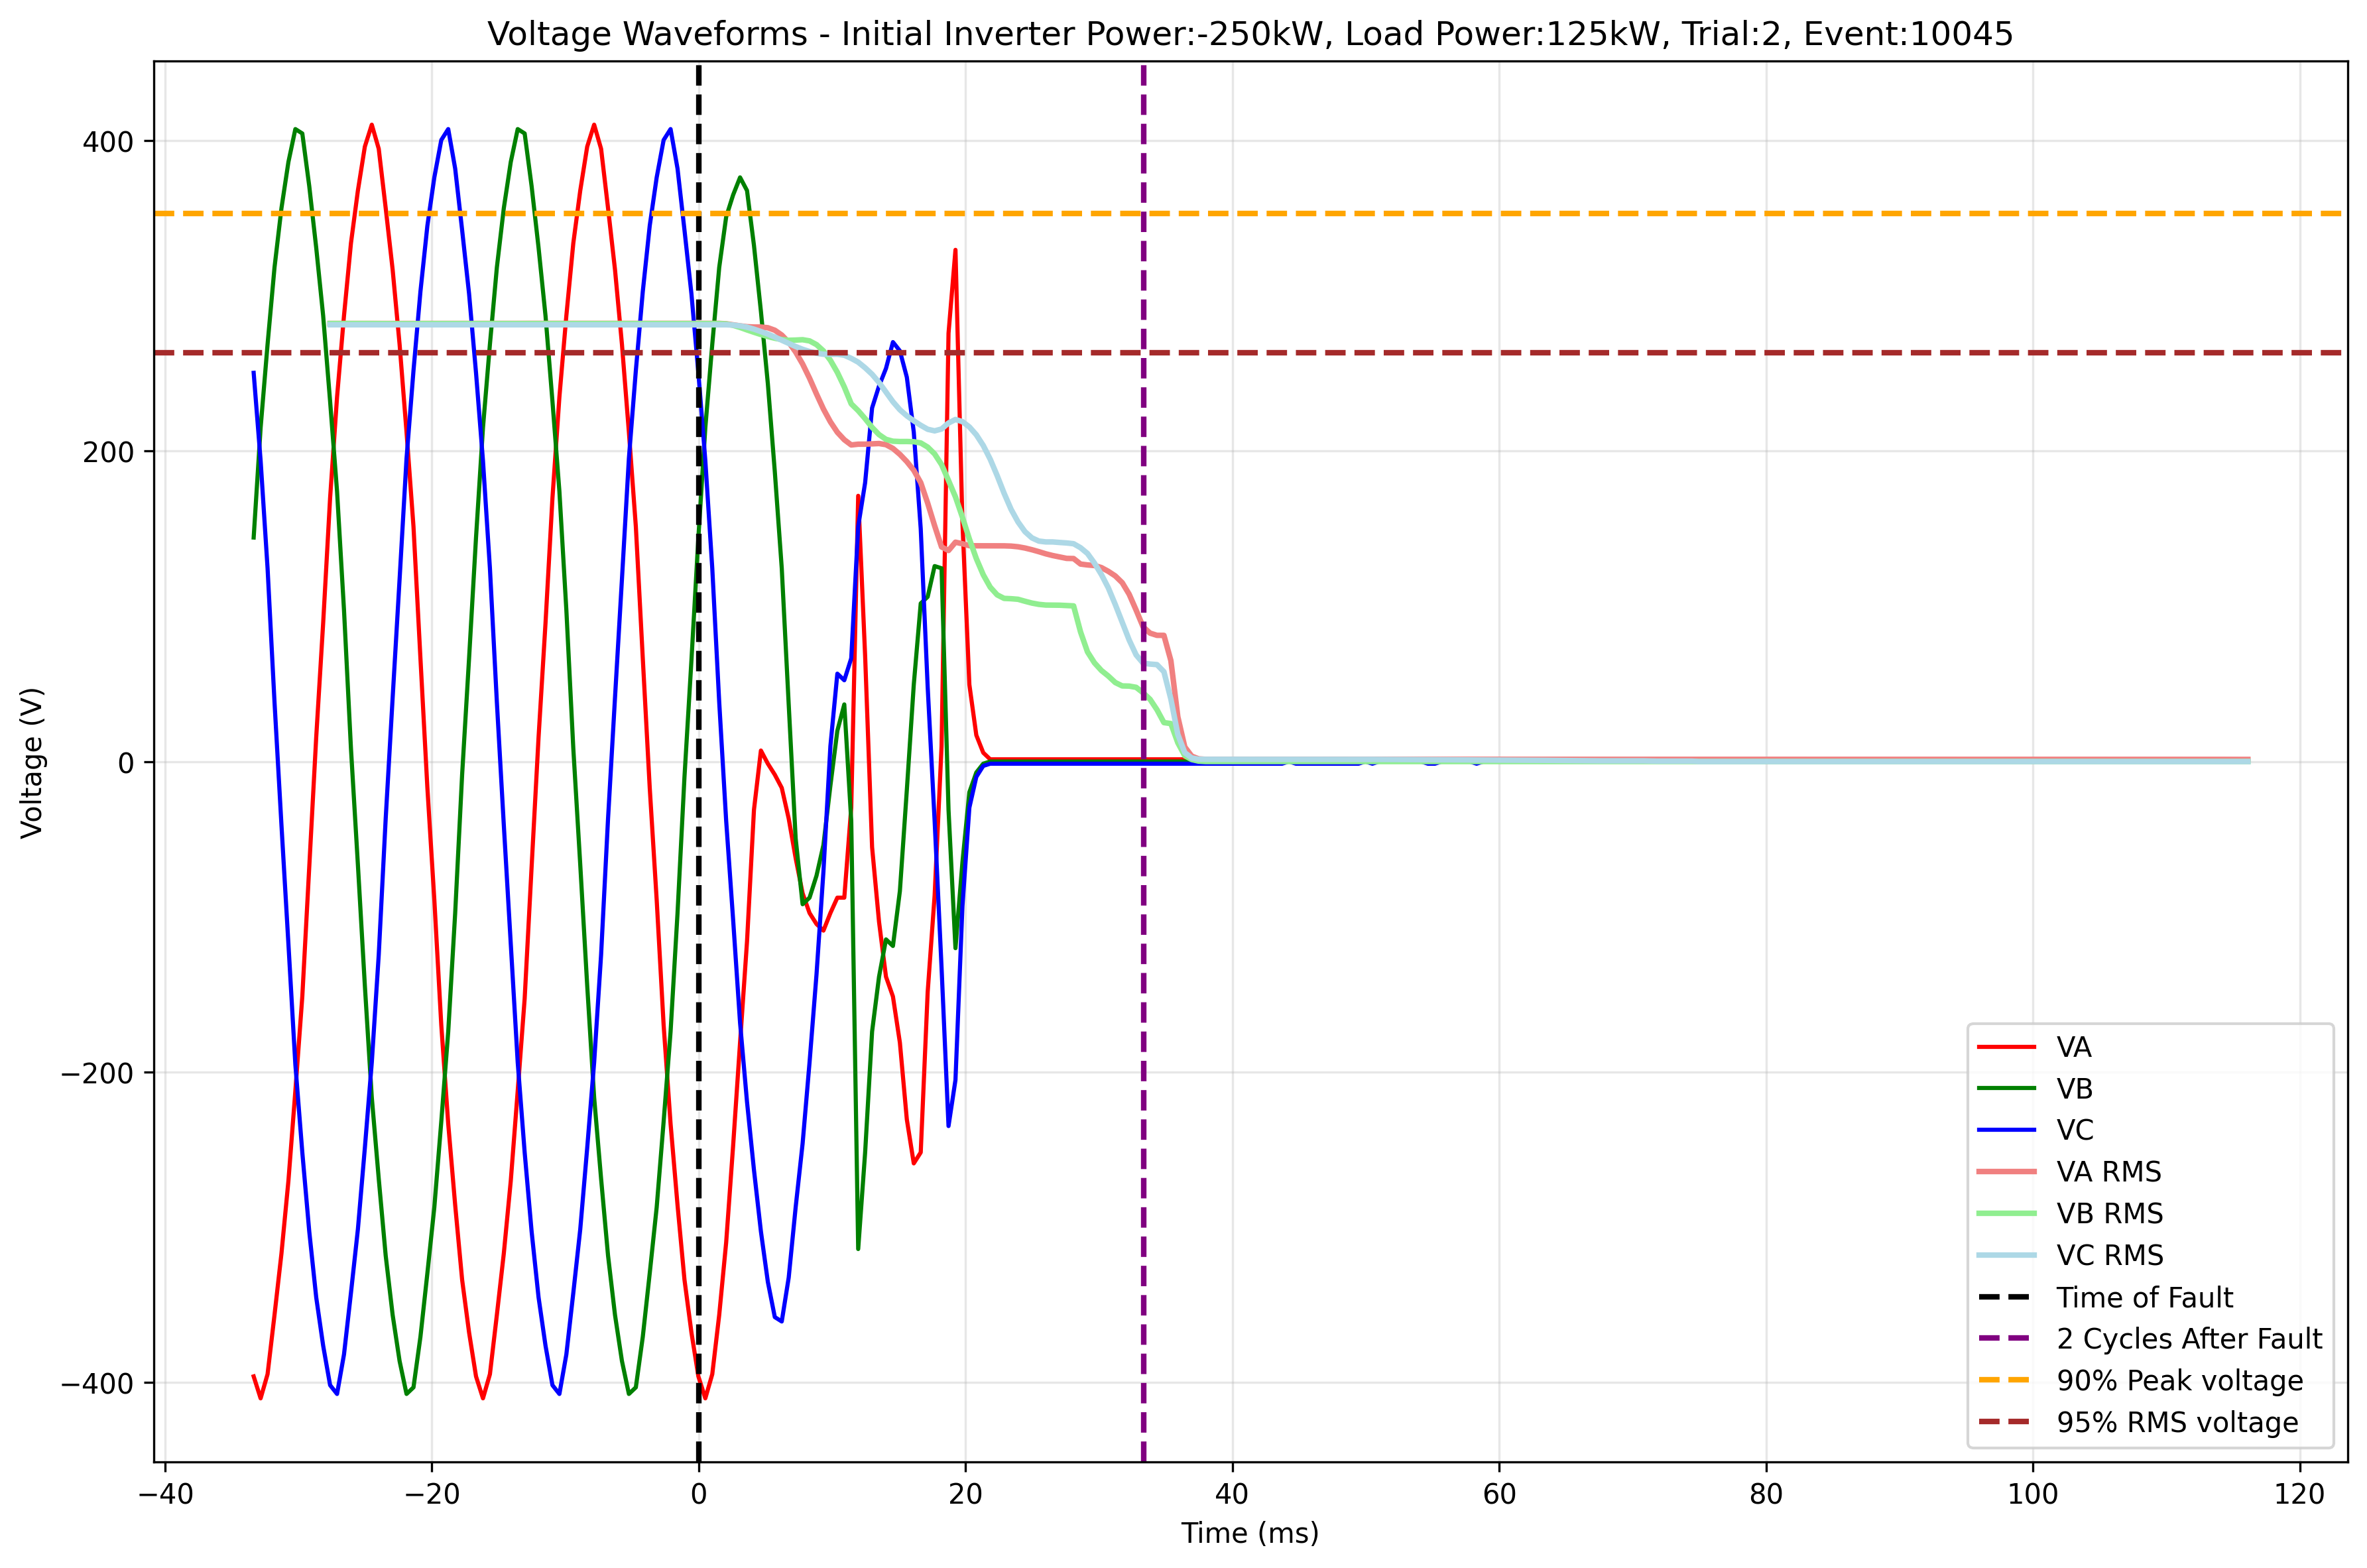 Voltage Waveforms - Initial Inverter Power:-250kW, Load Power:125kW, Trial:2, Event:10045
Voltage (V)
400
200
0
−200
−400
−40
−20
0
20
40
60
80
100
120
Time (ms)
VA
VB
VC
VA RMS
VB RMS
VC RMS
Time of Fault
2 Cycles After Fault
90% Peak voltage
95% RMS voltage